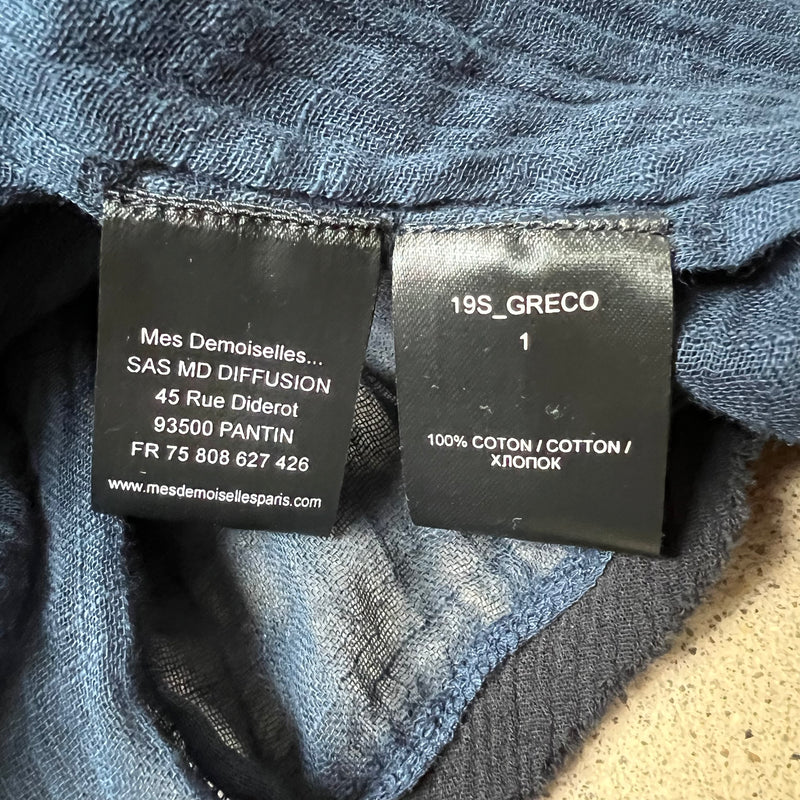 Mes Demoiselles...
SAS MD DIFFUSION
45 Rue Diderot
93500 PANTIN
FR 75 808 627 426
www.mesdemoisellesparis.com
19S_GRECO
1
100% COTON / COTTON /
ХЛОПОК